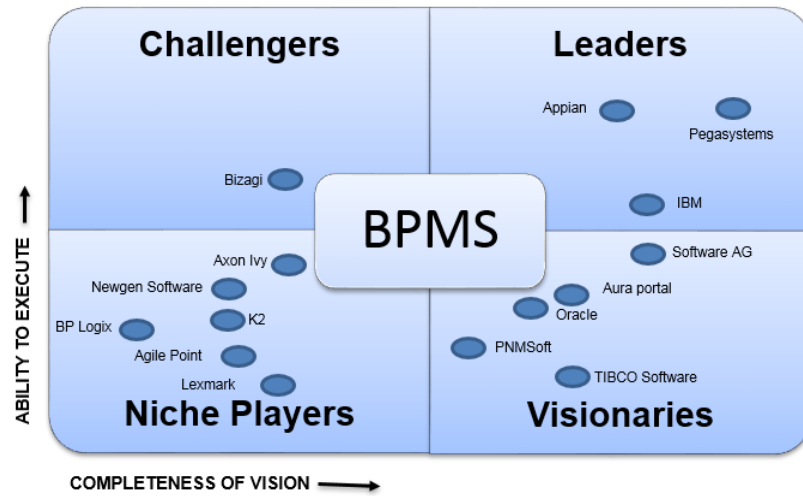 Challengers
Leaders
Appian
Pegasystems
Bizagi
IBM
BPMS
Axon Ivy
Software AG
Newgen Software
Aura portal
Oracle
K2
BP Logix
PNMSoft
Agile Point
TIBCO Software
Lexmark
Niche Players
Visionaries
ABILITY TO EXECUTE
COMPLETENESS OF VISION